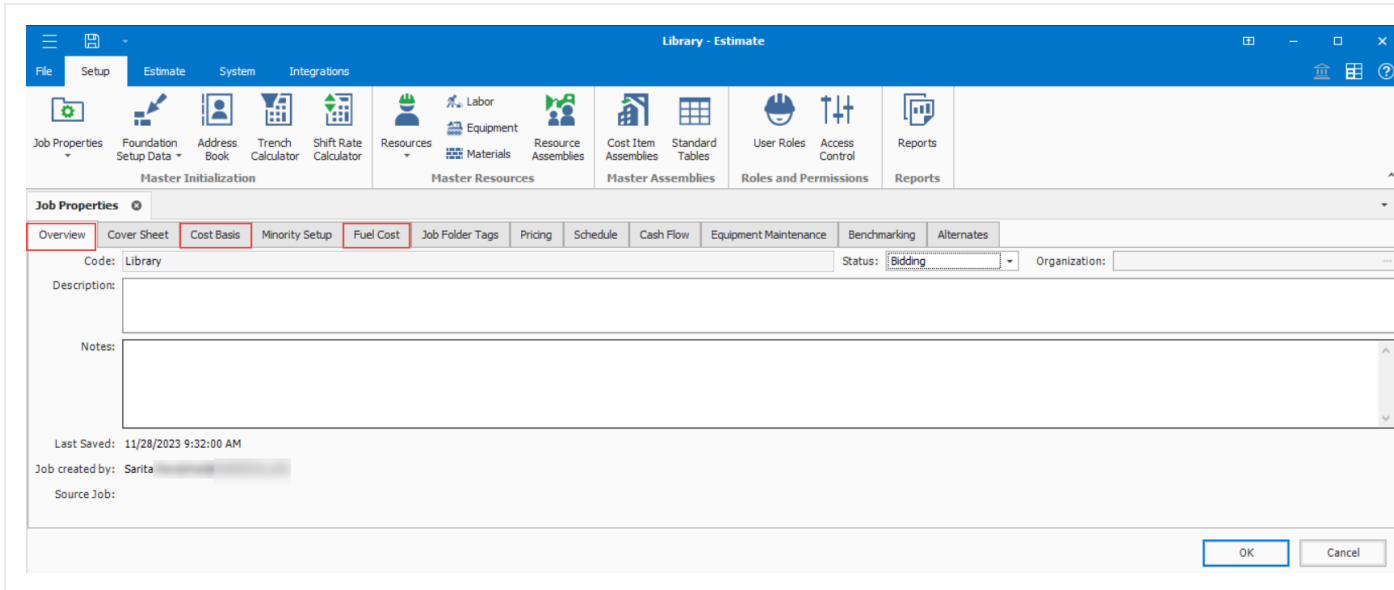 Library - Estimate
File Setup Estimate System Integrations
Job Properties Foundation Setup Data Address Book Trench Calculator Shift Rate Calculator Resources Labor Equipment Materials Resource Assemblies Cost Item Assemblies Standard Tables User Roles Access Control Reports
Master Initialization Master Resources Master Assemblies Roles and Permissions Reports
Job Properties
Overview Cover Sheet Cost Basis Minority Setup Fuel Cost Job Folder Tags Pricing Schedule Cash Flow Equipment Maintenance Benchmarking Alternates
Code: Library Status: Bidding Organization:
Description:
Notes:
Last Saved: 11/28/2023 9:32:00 AM
Job created by: Sarita
Source Job:
OK Cancel